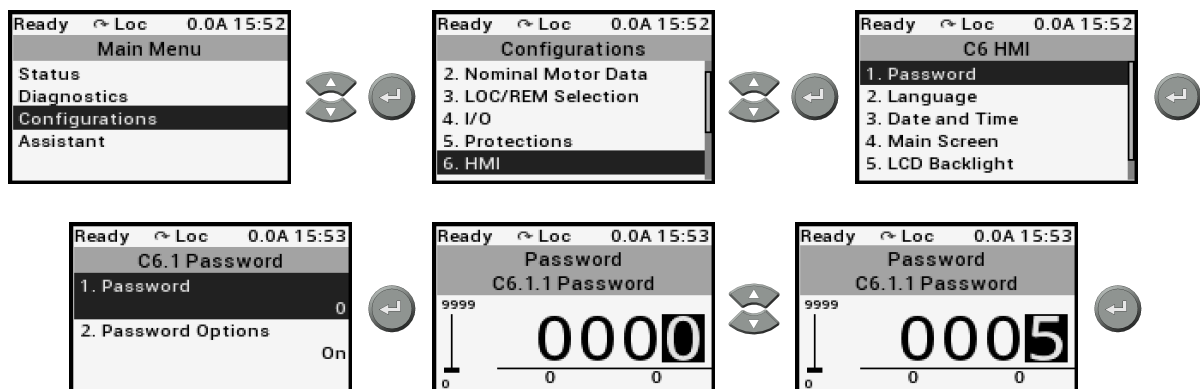 Ready ↷ Loc 0.0A 15:52
Main Menu
Status
Diagnostics
Configurations
Assistant
Ready ↷ Loc 0.0A 15:52
Configurations
2. Nominal Motor Data
3. LOC/REM Selection
4. I/O
5. Protections
6. HMI
Ready ↷ Loc 0.0A 15:52
C6 HMI
1. Password
2. Language
3. Date and Time
4. Main Screen
5. LCD Backlight
Ready ↷ Loc 0.0A 15:53
C6.1 Password
1. Password
0
2. Password Options
On
Ready ↷ Loc 0.0A 15:53
Password
C6.1.1 Password
9999
0000
0 0 0
Ready ↷ Loc 0.0A 15:53
Password
C6.1.1 Password
9999
0005
0 0 0